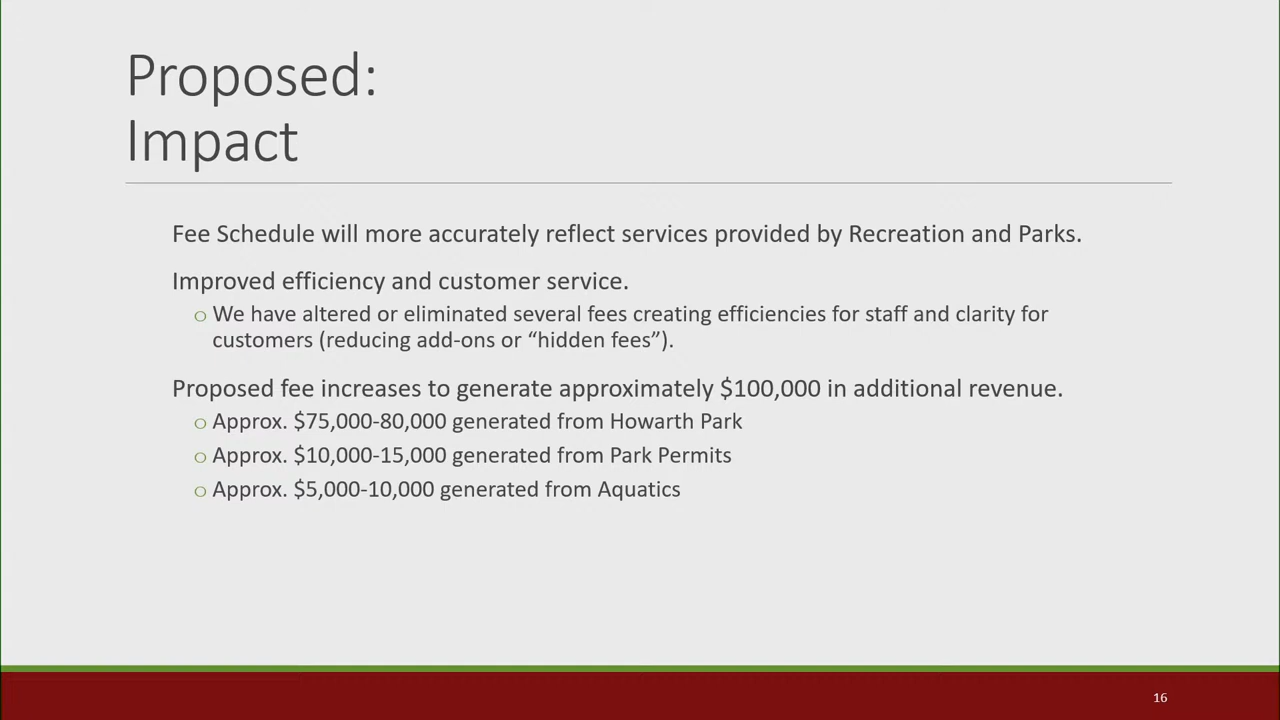 Proposed:
Impact
Fee Schedule will more accurately reflect services provided by Recreation and Parks.
Improved efficiency and customer service.
o We have altered or eliminated several fees creating efficiencies for staff and clarity for
customers (reducing add-ons or “hidden fees”).
Proposed fee increases to generate approximately $100,000 in additional revenue.
o Approx. $75,000-80,000 generated from Howarth Park
o Approx. $10,000-15,000 generated from Park Permits
o Approx. $5,000-10,000 generated from Aquatics
16